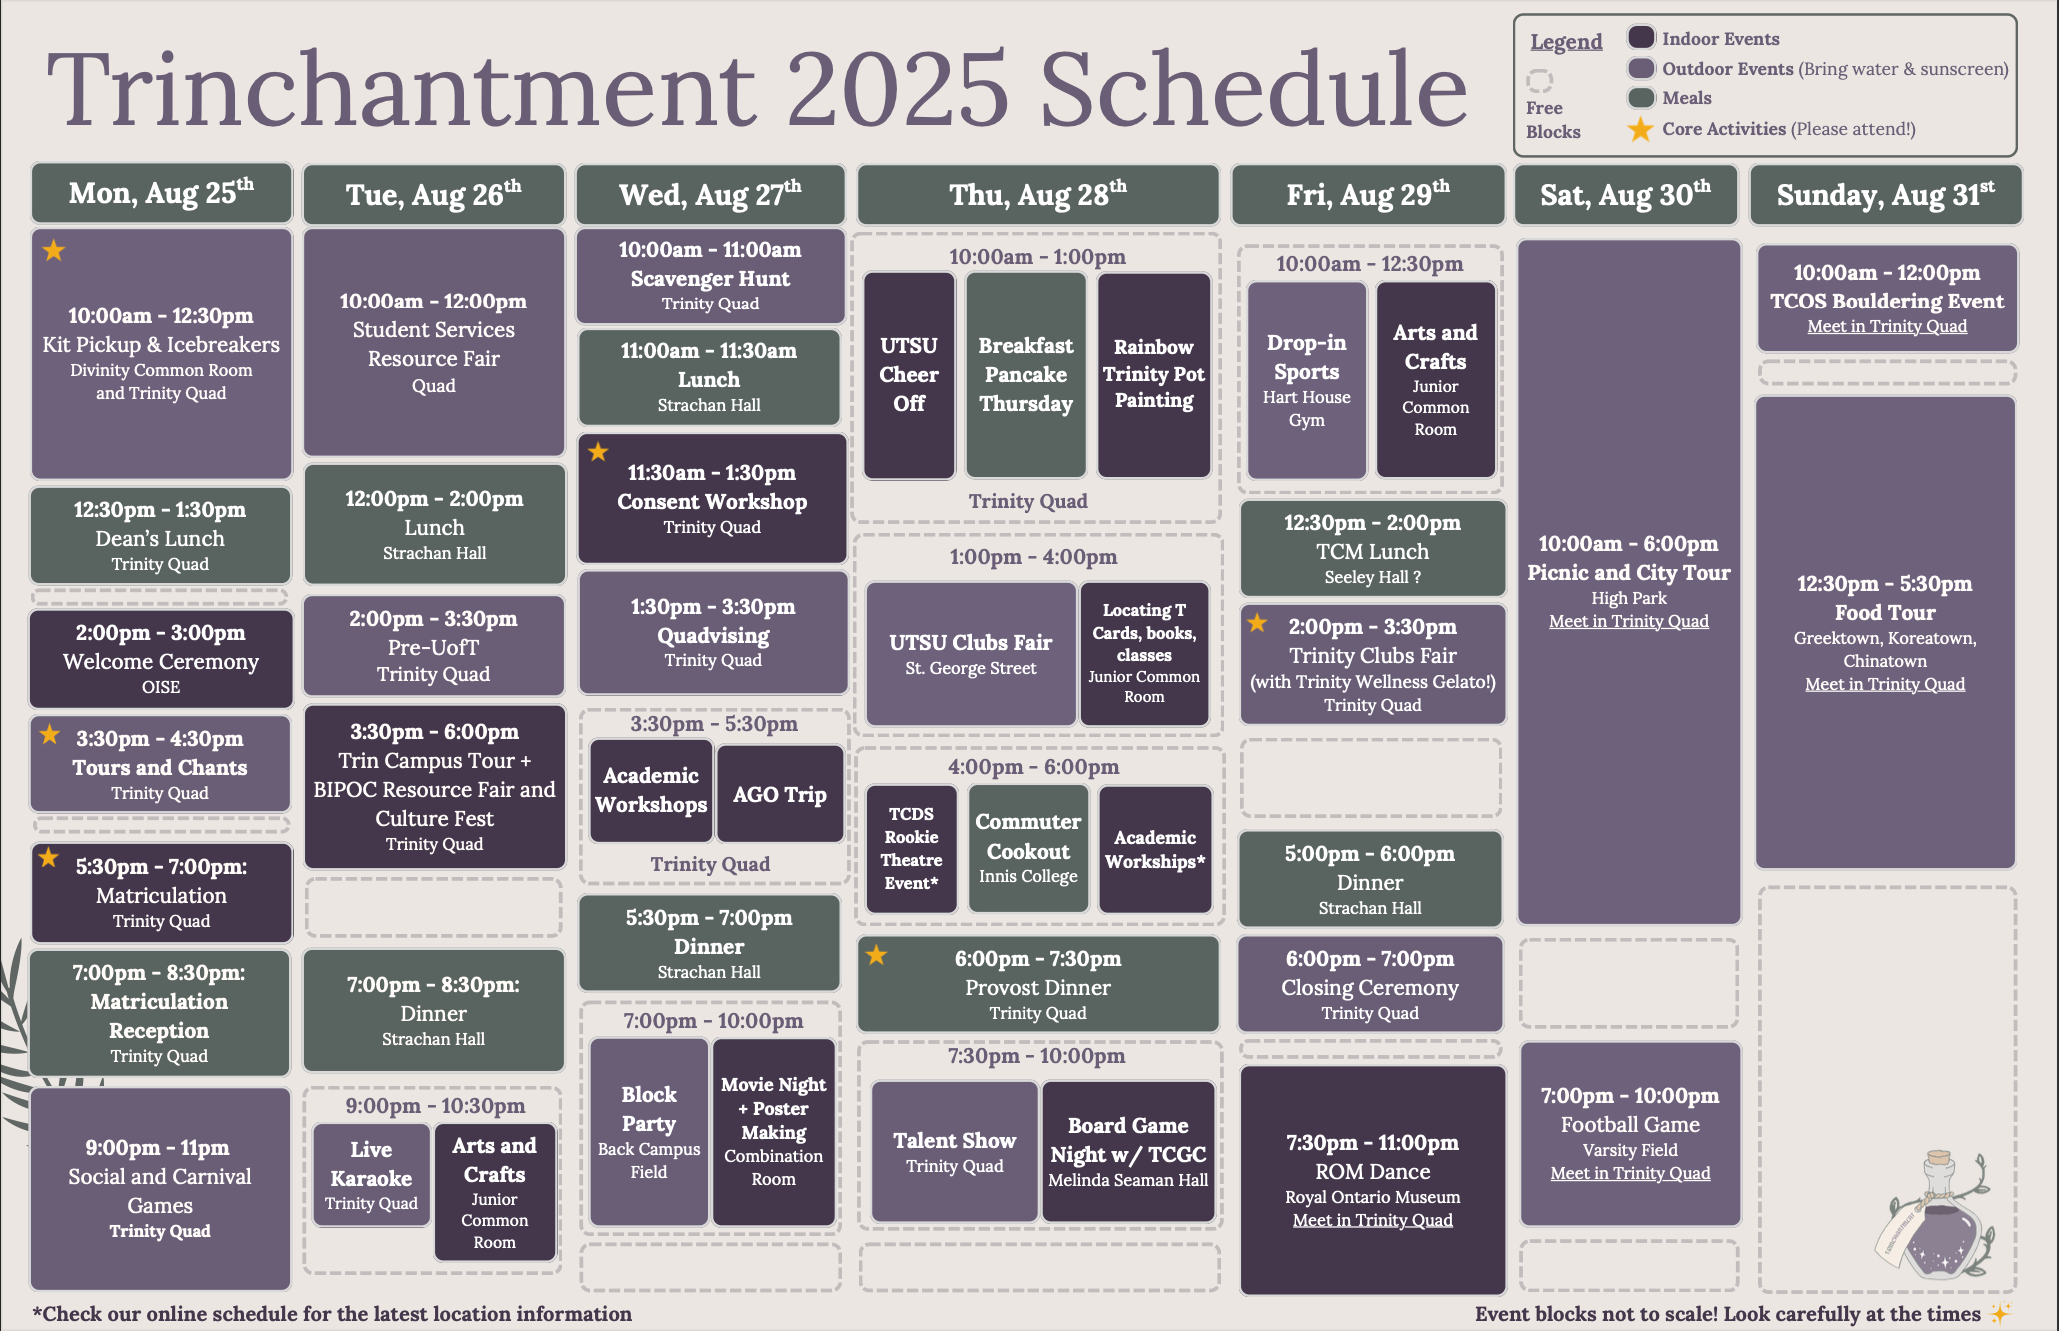 Trinchantment 2025 Schedule
Legend
Free
Blocks
Indoor Events
Outdoor Events (Bring water & sunscreen)
Meals
Core Activities (Please attend!)
Mon, Aug 25th
10:00am - 12:30pm
Kit Pickup & Icebreakers
Divinity Common Room
and Trinity Quad
12:30pm - 1:30pm
Dean's Lunch
Trinity Quad
2:00pm - 3:00pm
Welcome Ceremony
OISE
3:30pm - 4:30pm
Tours and Chants
Trinity Quad
5:30pm - 7:00pm:
Matriculation
Trinity Quad
7:00pm - 8:30pm:
Matriculation
Reception
Trinity Quad
9:00pm - 11pm
Social and Carnival
Games
Trinity Quad
Tue, Aug 26th
10:00am - 12:00pm
Student Services
Resource Fair
Quad
12:00pm - 2:00pm
Lunch
Strachan Hall
2:00pm - 3:30pm
Pre-UofT
Trinity Quad
3:30pm - 6:00pm
Trin Campus Tour +
BIPOC Resource Fair and
Culture Fest
Trinity Quad
7:00pm - 8:30pm:
Dinner
Strachan Hall
9:00pm - 10:30pm
Live
Karaoke
Trinity Quad
Arts and
Crafts
Junior
Common
Room
Wed, Aug 27th
10:00am - 11:00am
Scavenger Hunt
Trinity Quad
11:00am - 11:30am
Lunch
Strachan Hall
11:30am - 1:30pm
Consent Workshop
Trinity Quad
1:30pm - 3:30pm
Quadvising
Trinity Quad
3:30pm - 5:30pm
Academic
Workshops
AGO Trip
Trinity Quad
5:30pm - 7:00pm
Dinner
Strachan Hall
7:00pm - 10:00pm
Block
Party
Back Campus
Field
Movie Night
+ Poster
Making
Combination
Room
Thu, Aug 28th
10:00am - 1:00pm
UTSU
Cheer
Off
Breakfast
Pancake
Thursday
Rainbow
Trinity Pot
Painting
Trinity Quad
1:00pm - 4:00pm
UTSU Clubs Fair
St. George Street
Locating T
Cards, books,
classes
Junior Common
Room
4:00pm - 6:00pm
TCDS
Rookie
Theatre
Event*
Commuter
Cookout
Innis College
Academic
Workships*
6:00pm - 7:30pm
Provost Dinner
Trinity Quad
7:30pm - 10:00pm
Talent Show
Trinity Quad
Board Game
Night w/ TCGC
Melinda Seaman Hall
Fri, Aug 29th
10:00am - 12:30pm
Drop-in
Sports
Hart House
Gym
Arts and
Crafts
Junior
Common
Room
12:30pm - 2:00pm
TCM Lunch
Seeley Hall ?
2:00pm - 3:30pm
Trinity Clubs Fair
(with Trinity Wellness Gelato!)
Trinity Quad
5:00pm - 6:00pm
Dinner
Strachan Hall
6:00pm - 7:00pm
Closing Ceremony
Trinity Quad
7:30pm - 11:00pm
ROM Dance
Royal Ontario Museum
Meet in Trinity Quad
Sat, Aug 30th
10:00am - 6:00pm
Picnic and City Tour
High Park
Meet in Trinity Quad
7:00pm - 10:00pm
Football Game
Varsity Field
Meet in Trinity Quad
Sunday, Aug 31st
10:00am - 12:00pm
TCOS Bouldering Event
Meet in Trinity Quad
12:30pm - 5:30pm
Food Tour
Greektown, Koreatown,
Chinatown
Meet in Trinity Quad
*Check our online schedule for the latest location information
Event blocks not to scale! Look carefully at the times